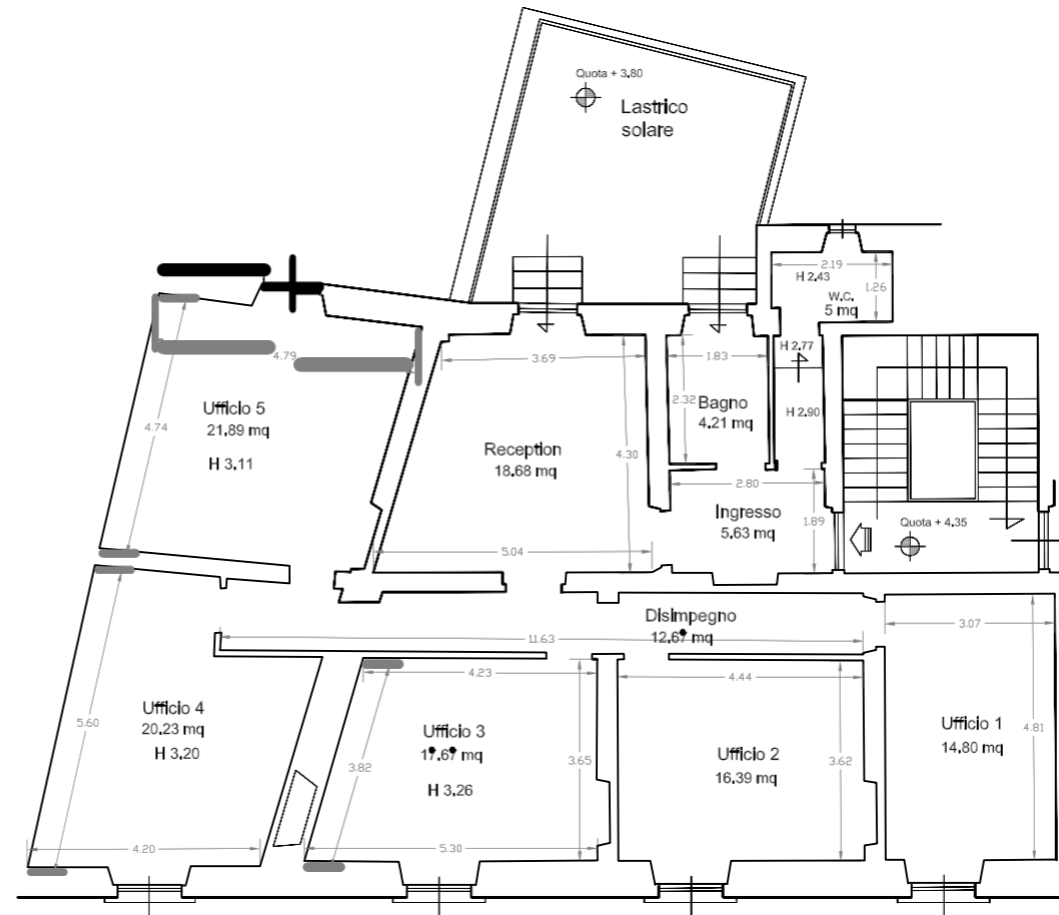 Quota + 3.80
Lastrico
solare
2.19
H 2.43
1.26
W.C.
5 mq
H 2.77
4.79
3.69
1.83
2.32
H 2.90
Ufficio 5
21.89 mq
4.74
H 3.11
Bagno
4.21 mq
Reception
18.68 mq
4.30
2.80
Ingresso
5.63 mq
1.89
Quota + 4.35
5.04
Disimpegno
12.67 mq
11.63
3.07
4.23
4.44
Ufficio 4
20.23 mq
H 3.20
5.60
Ufficio 3
17.67 mq
H 3.26
3.82
3.65
Ufficio 2
16.39 mq
3.62
Ufficio 1
14.80 mq
4.81
4.20
5.30